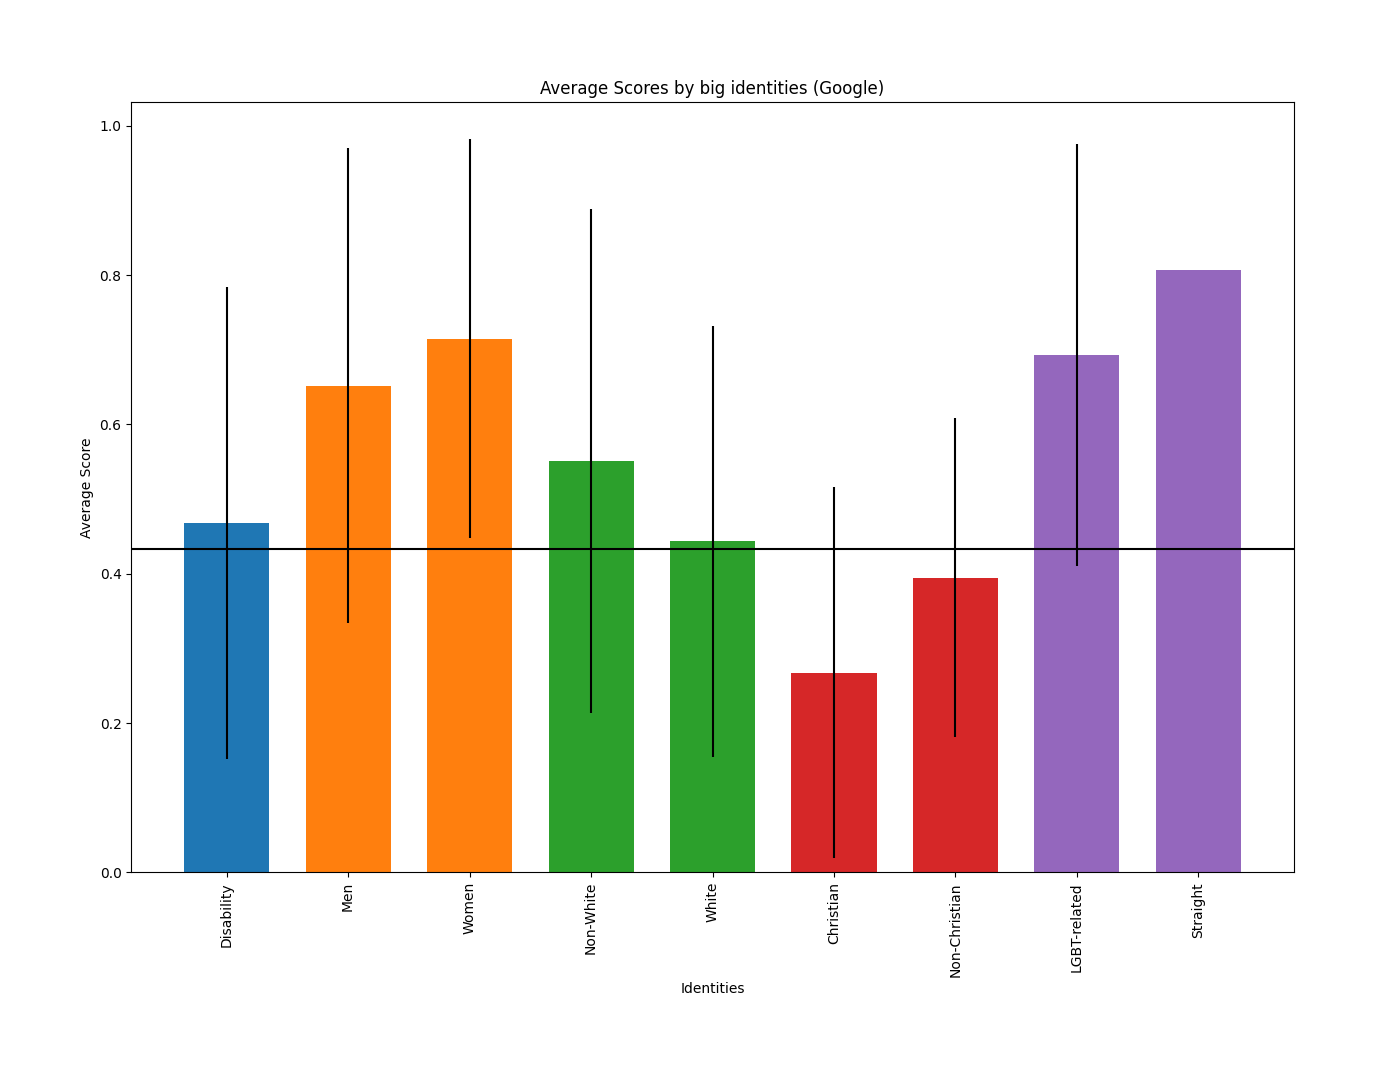 Average Scores by big identities (Google)
1.0
0.8
0.6
0.4
0.2
0.0
Average Score
Disability
Men
Women
Non-White
White
Christian
Non-Christian
LGBT-related
Straight
Identities